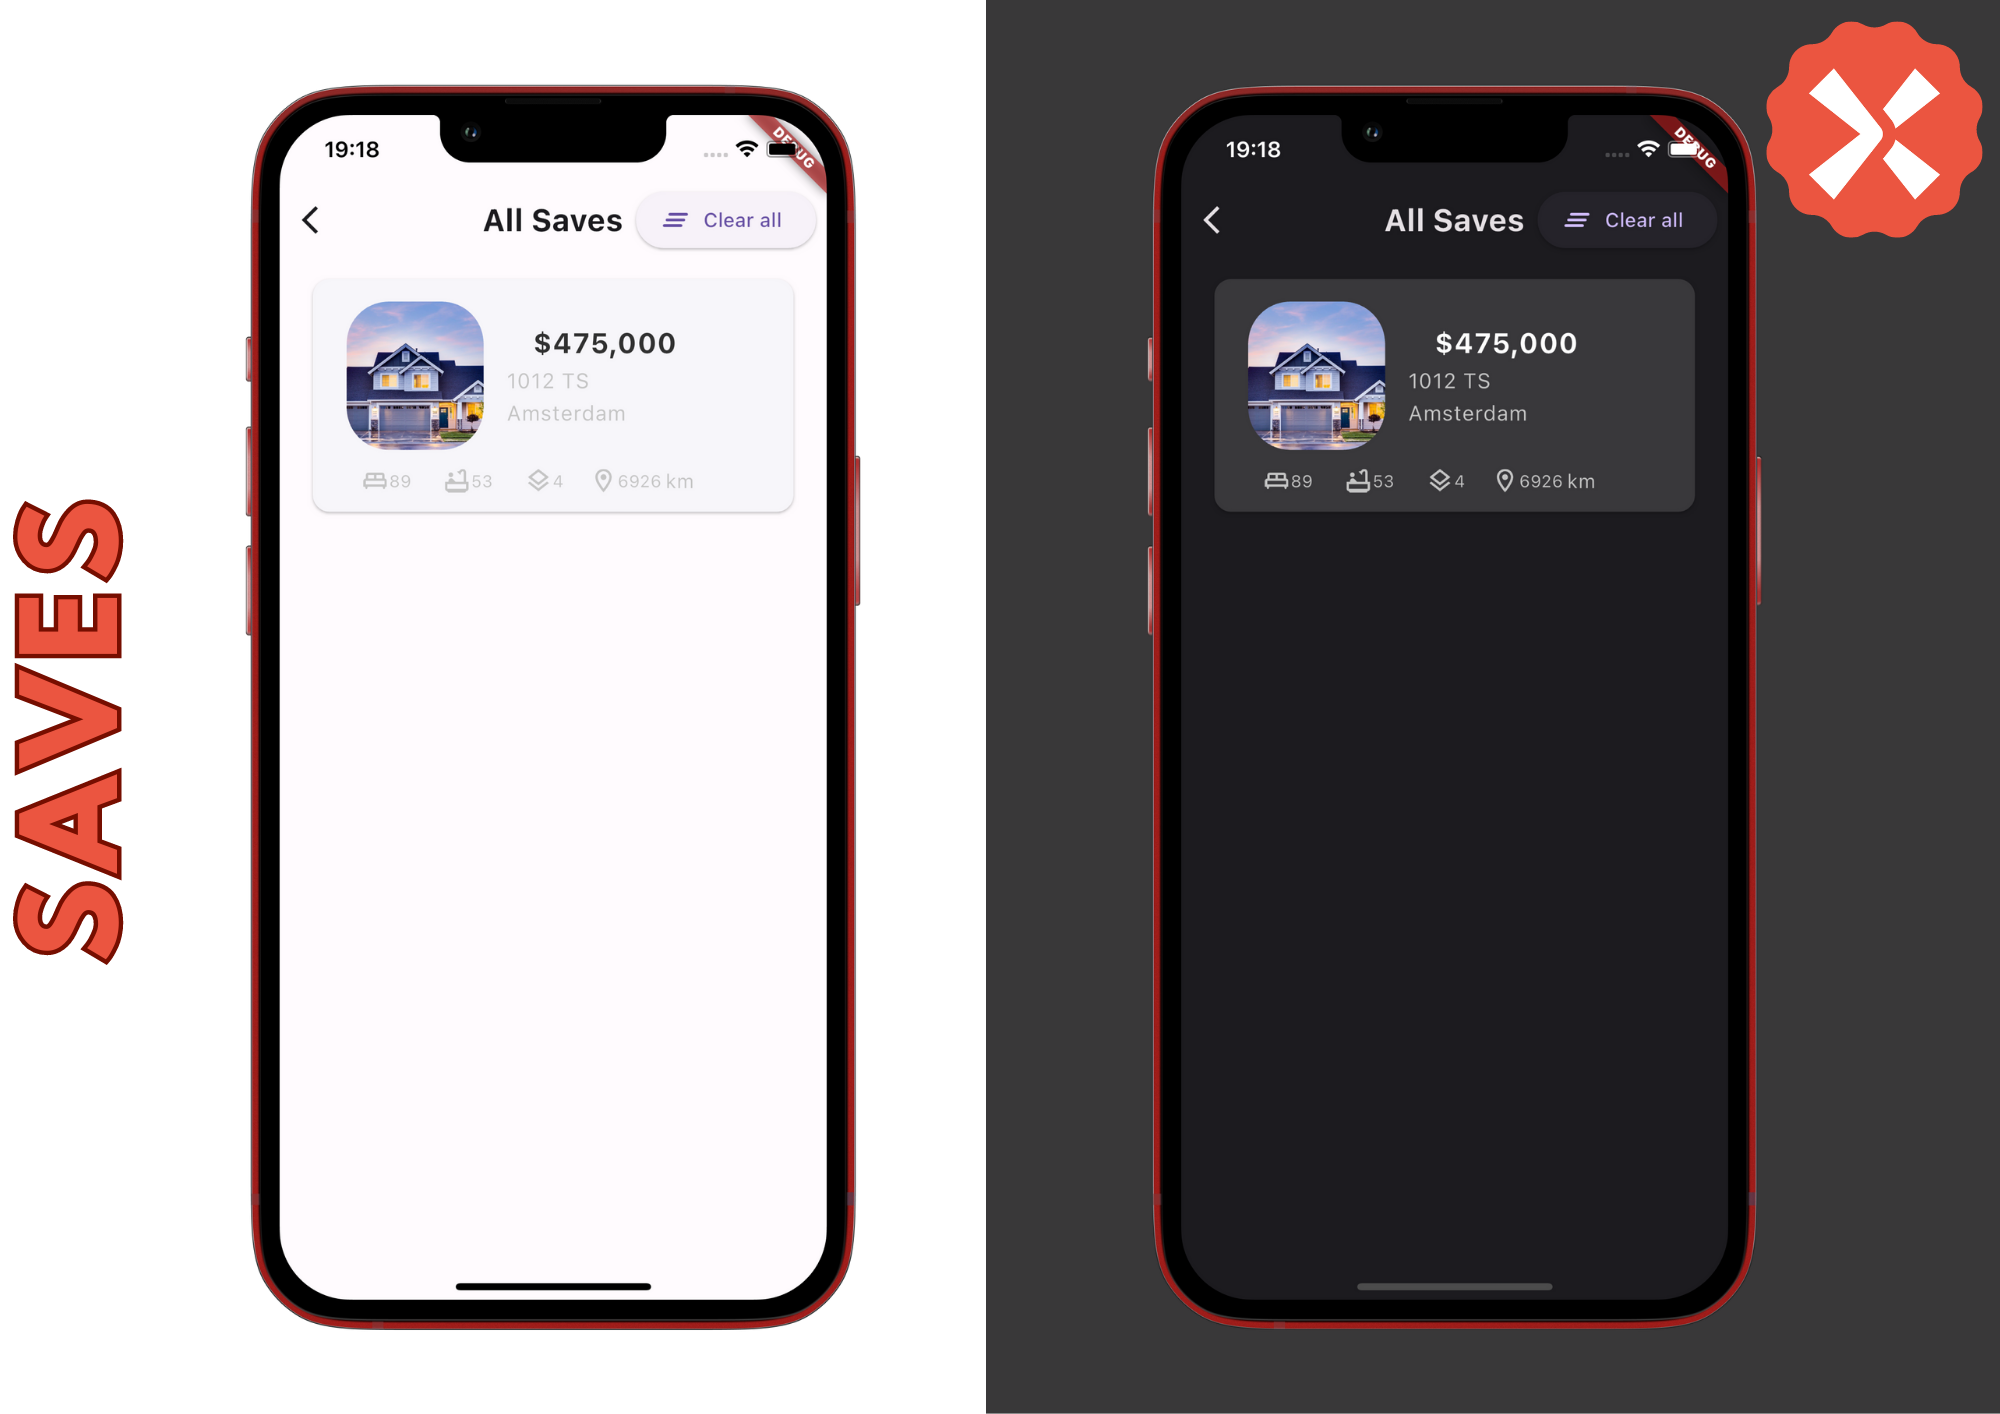 SAVES
19:18
DEBUG
All Saves
Clear all
$475,000
1012 TS
Amsterdam
89
53
4
6926 km
19:18
DEBUG
All Saves
Clear all
$475,000
1012 TS
Amsterdam
89
53
4
6926 km